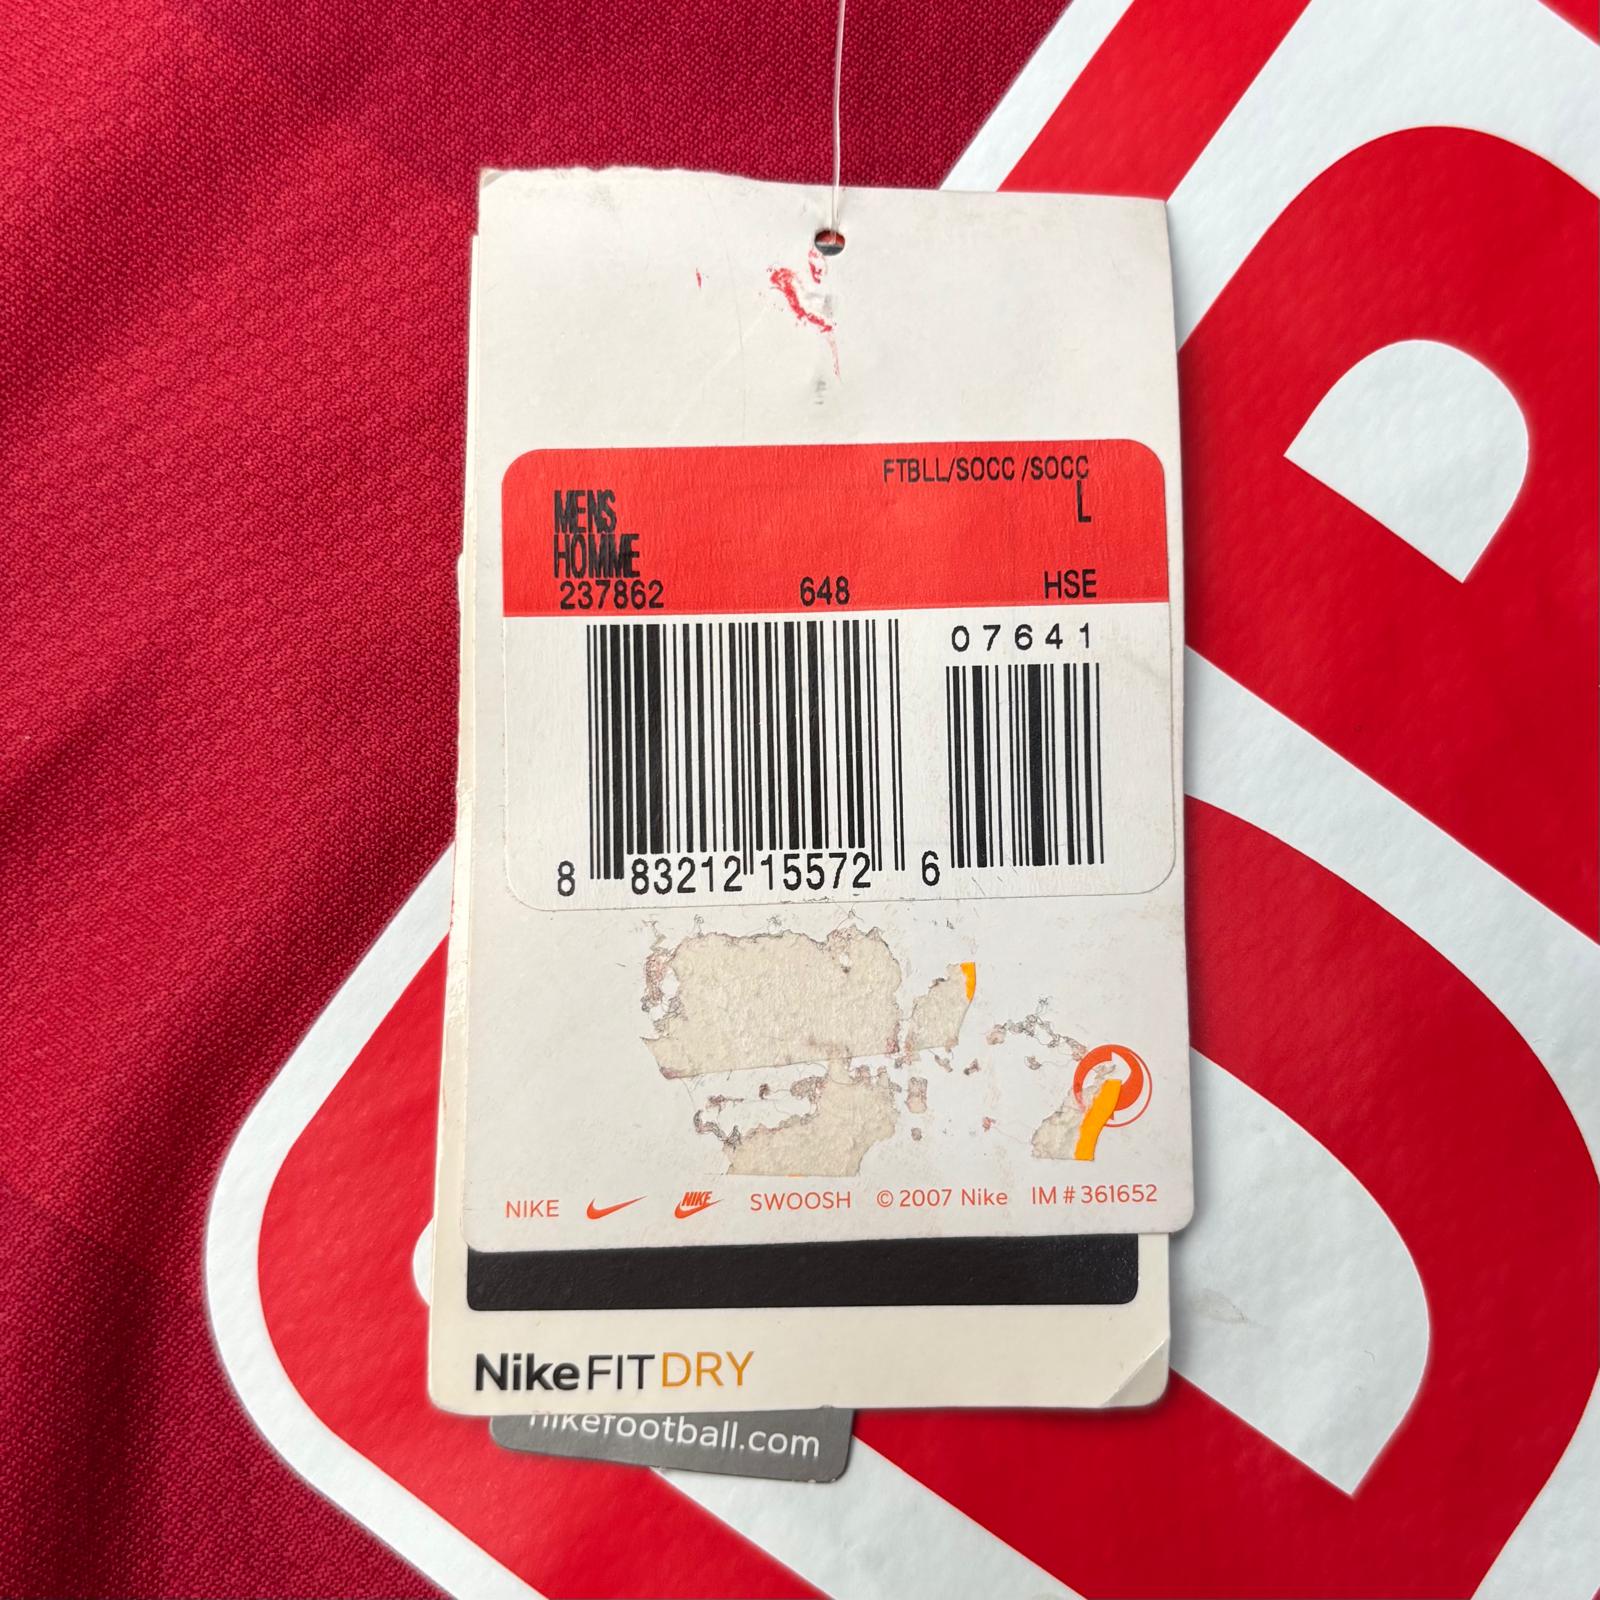 FTBLL/SOCC /SOCC
L
MENS
HOMME
237862 648 HSE
07641
8 83212 15572 6
NIKE NIKE SWOOSH © 2007 Nike IM # 361652
NikeFITDRY
nikefootball.com